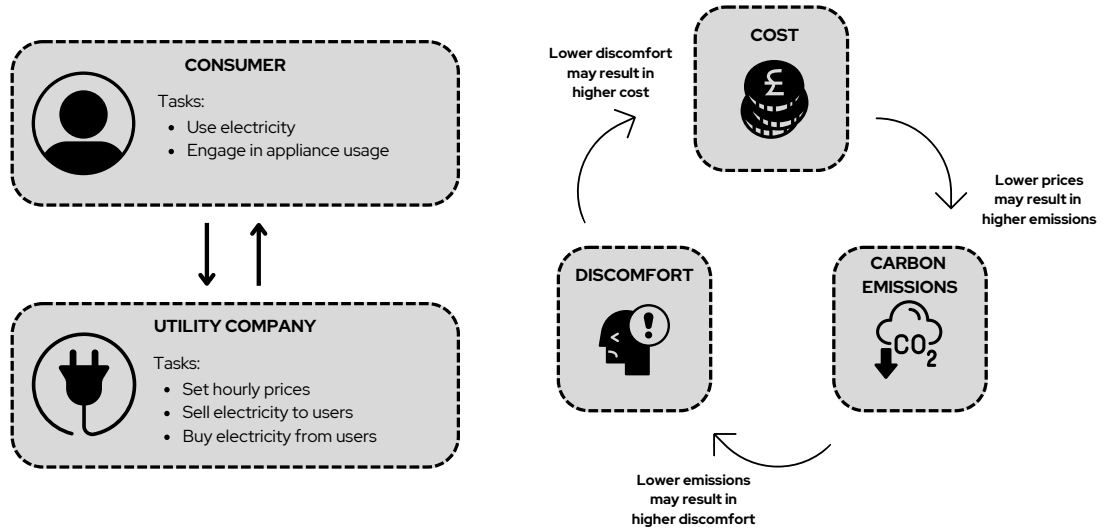 CONSUMER
Tasks:
• Use electricity
• Engage in appliance usage
UTILITY COMPANY
Tasks:
• Set hourly prices
• Sell electricity to users
• Buy electricity from users
Lower discomfort
may result in
higher cost
COST
£
Lower prices
may result in
higher emissions
DISCOMFORT
!
CARBON
EMISSIONS
CO2
Lower emissions
may result in
higher discomfort